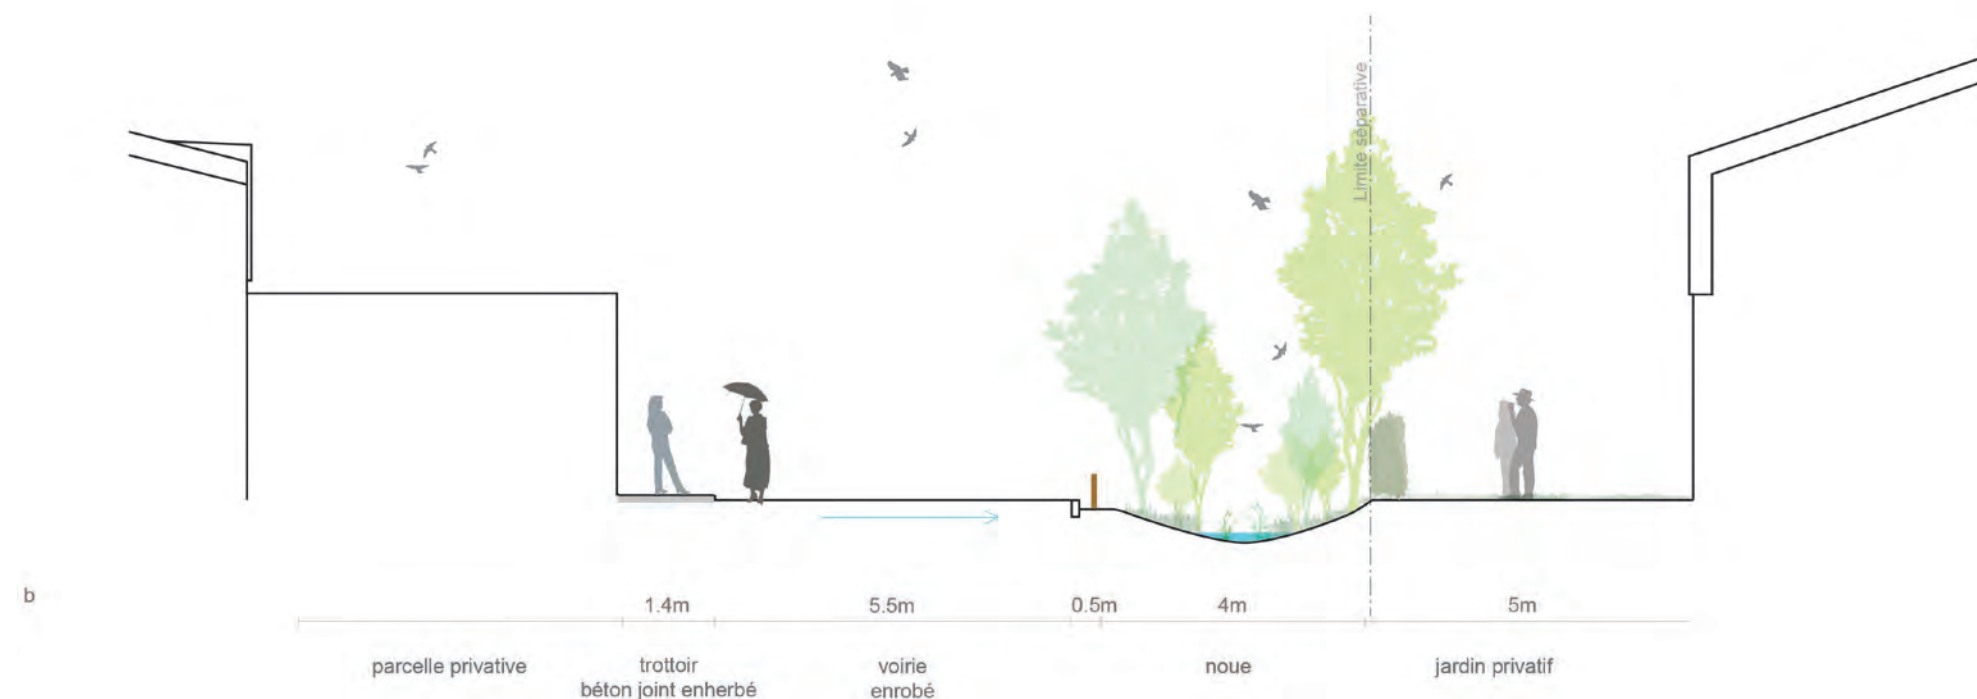 Limite séparative
b
1.4m
5.5m
0.5m
4m
5m
parcelle privative
trottoir
béton joint enherbé
voirie
enrobé
noue
jardin privatif